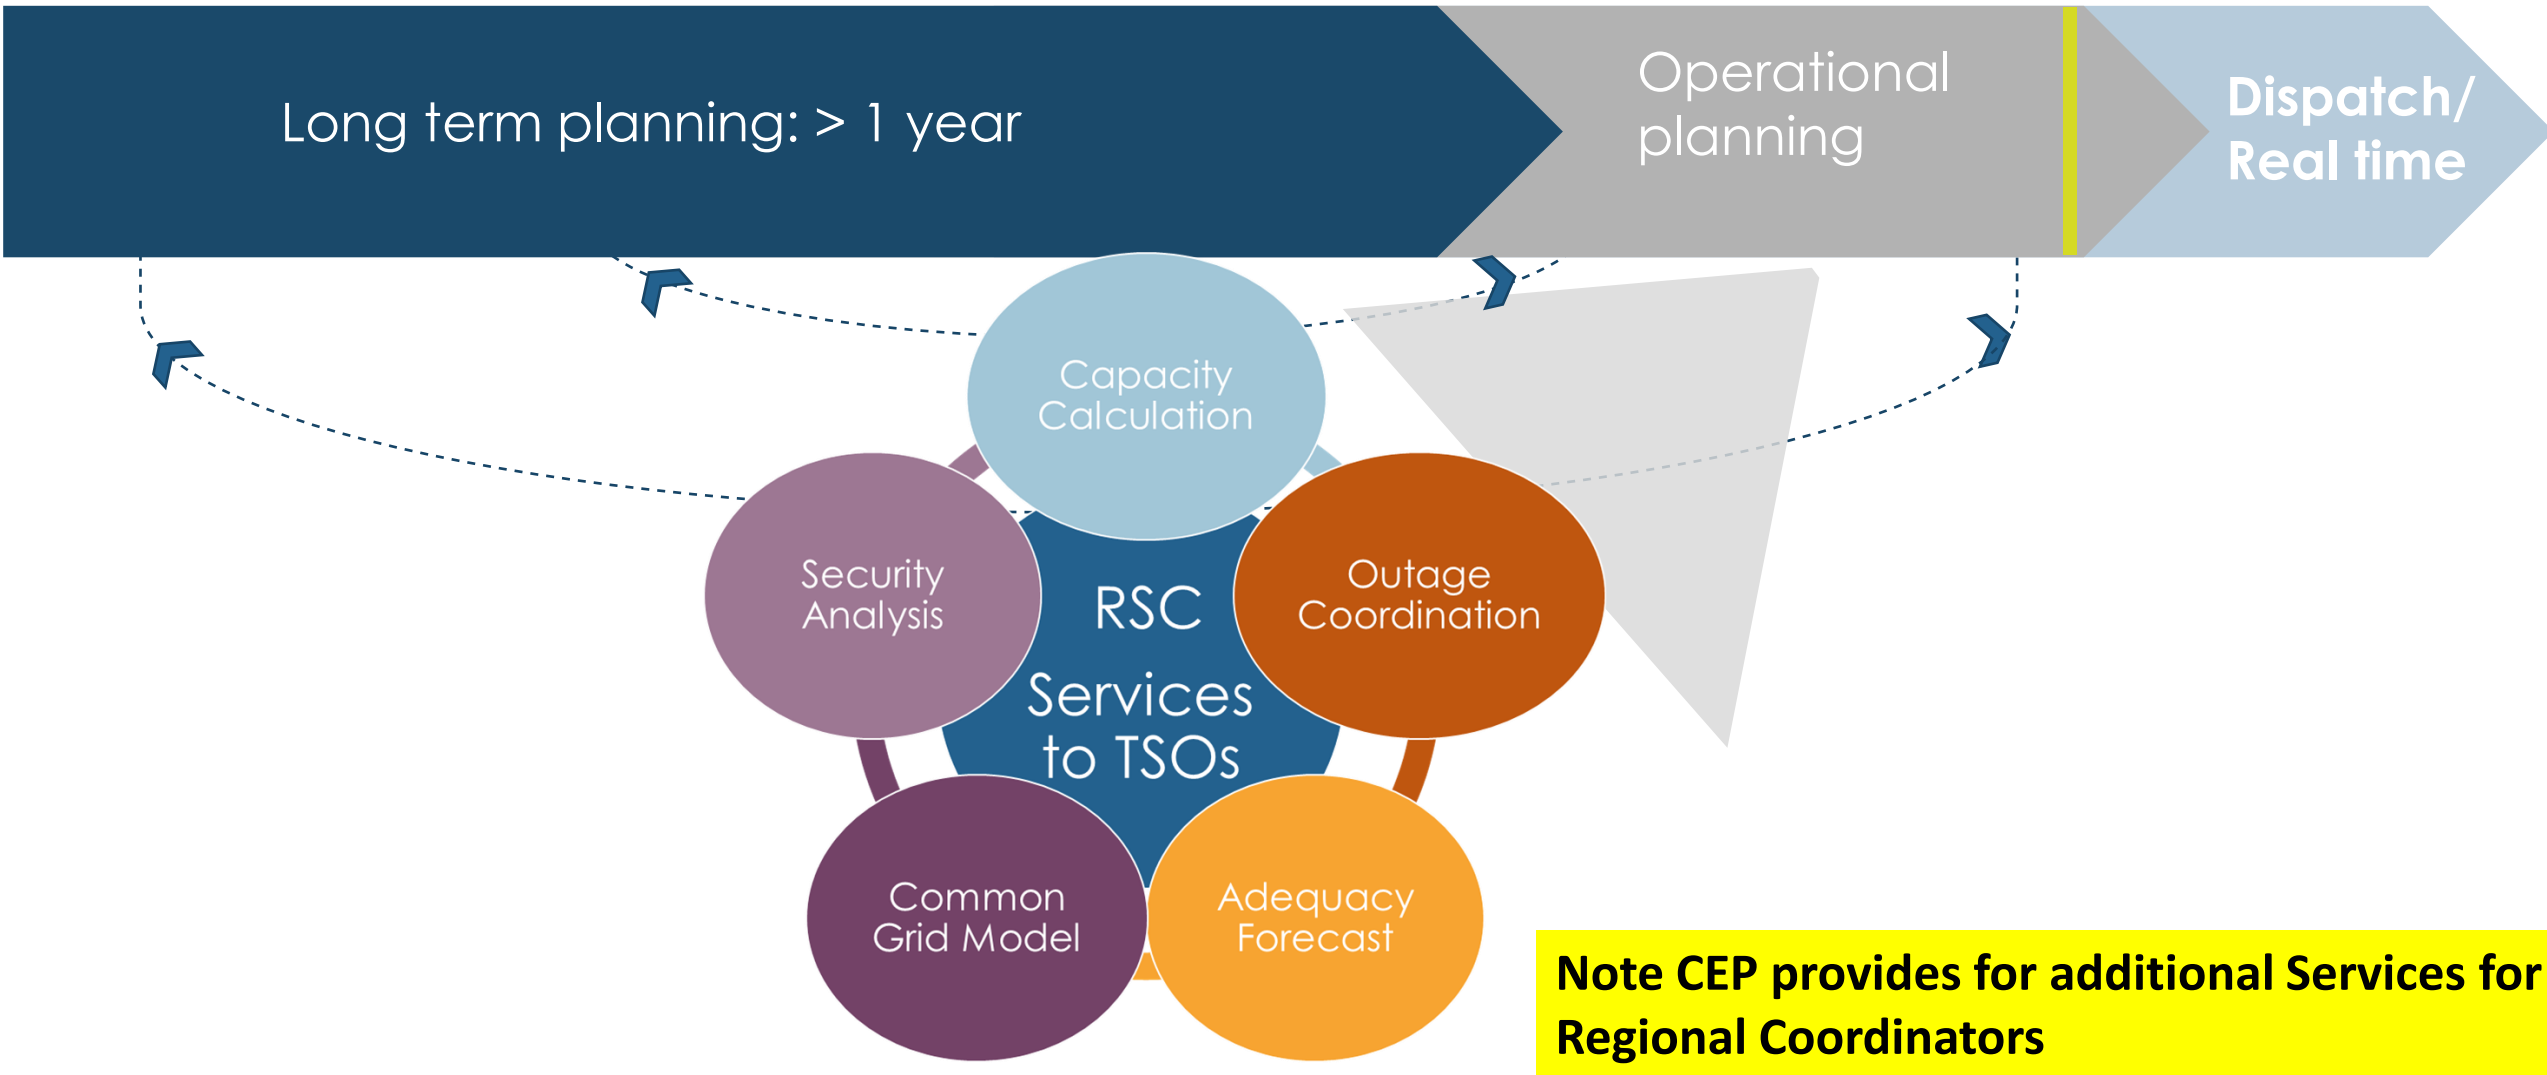 Long term planning: > 1 year
Operational
planning
Dispatch/
Real time
Capacity
Calculation
Security
Analysis
RSC
Services
to TSOs
Outage
Coordination
Common
Grid Model
Adequacy
Forecast
Note CEP provides for additional Services for
Regional Coordinators